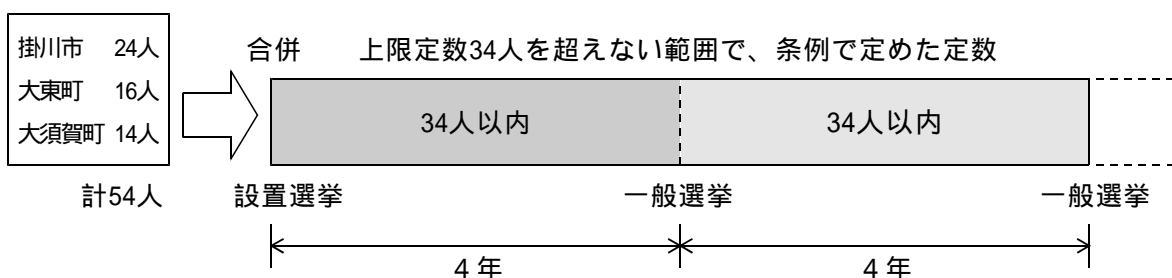 掛川市 24人
大東町 16人
大須賀町 14人
計54人
合併 上限定数34人を超えない範囲で、条例で定めた定数
34人以内 34人以内
設置選挙 一般選挙 一般選挙
4年 4年